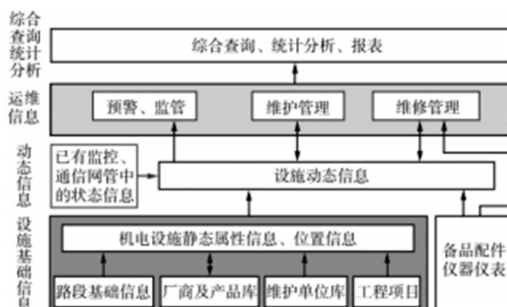 综合
查询
统计
分析
综合查询、统计分析、报表
运维
信息
预警、监管
维护管理
维修管理
动态信息
已有监控、
通信网管中
的状态信息
设施动态信息
设施基础信息
机电设施静态属性信息、位置信息
路段基础信息
厂商及产品库
维护单位库
工程项目
备品配件
仪器仪表